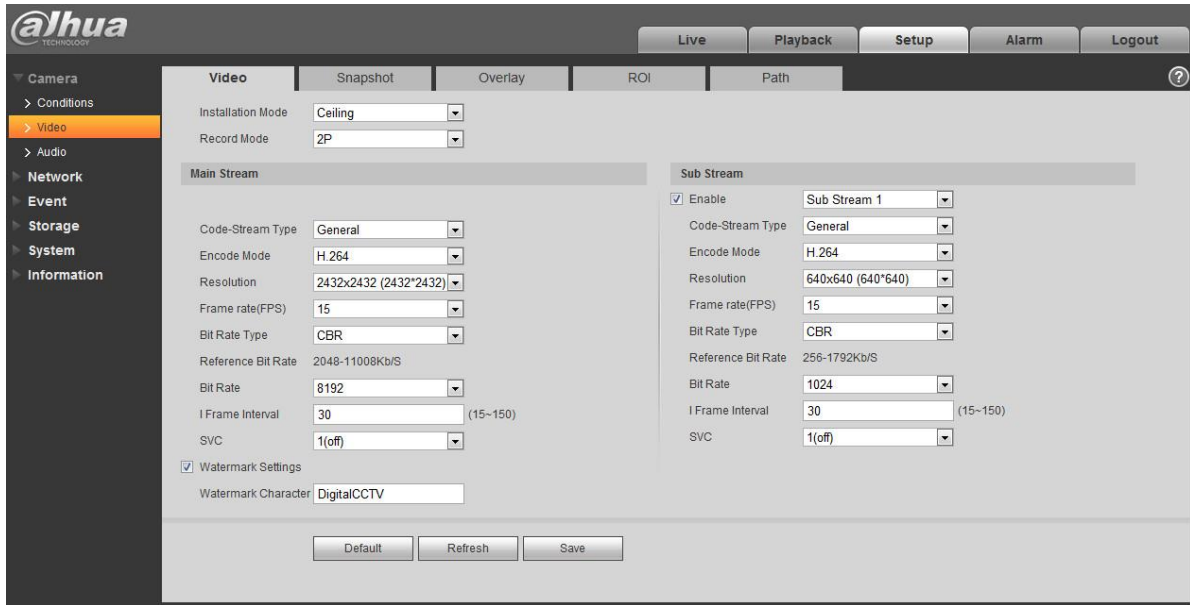 alhua
TECHNOLOGY
Live Playback Setup Alarm Logout
Camera
> Conditions
> Video
> Audio
Network
Event
Storage
System
Information
Video Snapshot Overlay ROI Path
?
Installation Mode Ceiling
Record Mode 2P
Main Stream
Code-Stream Type General
Encode Mode H.264
Resolution 2432x2432 (2432*2432)
Frame rate(FPS) 15
Bit Rate Type CBR
Reference Bit Rate 2048-11008Kb/S
Bit Rate 8192
I Frame Interval 30 (15~150)
SVC 1(off)
Watermark Settings
Watermark Character DigitalCCTV
Sub Stream
Enable Sub Stream 1
Code-Stream Type General
Encode Mode H.264
Resolution 640x640 (640*640)
Frame rate(FPS) 15
Bit Rate Type CBR
Reference Bit Rate 256-1792Kb/S
Bit Rate 1024
I Frame Interval 30 (15~150)
SVC 1(off)
Default Refresh Save